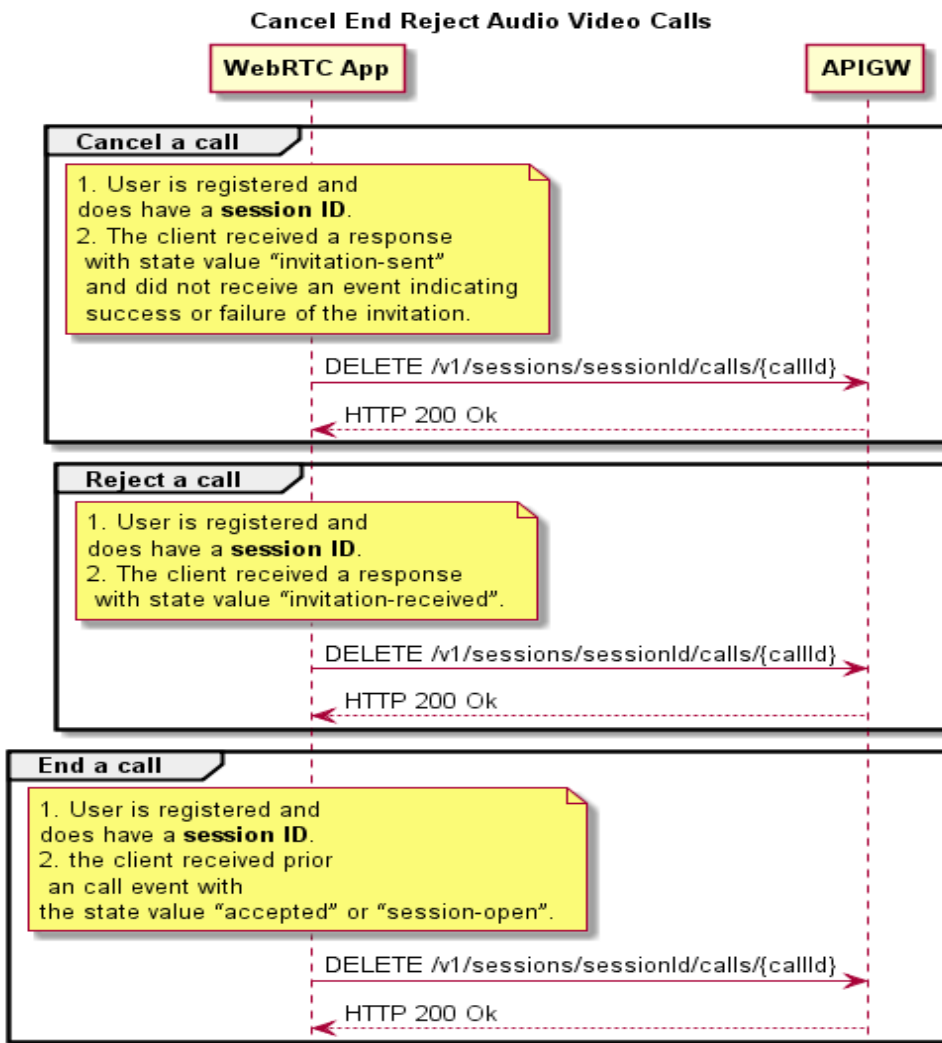 Cancel End Reject Audio Video Calls
WebRTC App
APIGW
Cancel a call
1. User is registered and
does have a session ID.
2. The client received a response
with state value “invitation-sent”
and did not receive an event indicating
success or failure of the invitation.
DELETE /v1/sessions/sessionId/calls/{callId}
HTTP 200 Ok
Reject a call
1. User is registered and
does have a session ID.
2. The client received a response
with state value “invitation-received”.
DELETE /v1/sessions/sessionId/calls/{callId}
HTTP 200 Ok
End a call
1. User is registered and
does have a session ID.
2. the client received prior
an call event with
the state value “accepted” or “session-open”.
DELETE /v1/sessions/sessionId/calls/{callId}
HTTP 200 Ok